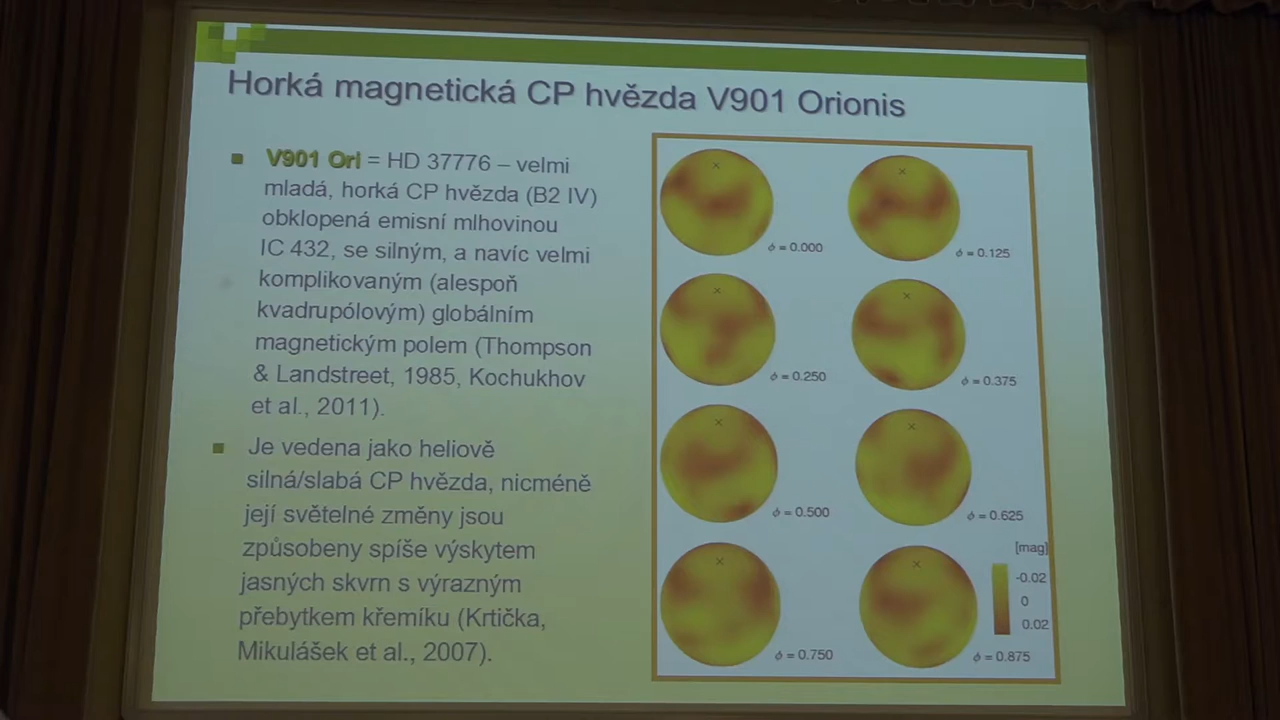 Horká magnetická CP hvězda V901 Orionis
V901 Ori = HD 37776 – velmi
mladá, horká CP hvězda (B2 IV)
obklopená emisní mlhovinou
IC 432, se silným, a navíc velmi
komplikovaným (alespoň
kvadrupólovým) globálním
magnetickým polem (Thompson
& Landstreet, 1985, Kochukhov
et al., 2011).
Je vedena jako heliově
silná/slabá CP hvězda, nicméně
její světelné změny jsou
způsobeny spíše výskytem
jasných skvrn s výrazným
přebytkem křemíku (Krtička,
Mikulášek et al., 2007).
ϕ = 0.000
ϕ = 0.125
ϕ = 0.250
ϕ = 0.375
ϕ = 0.500
ϕ = 0.625
[mag]
-0.02
0
0.02
ϕ = 0.750
ϕ = 0.875